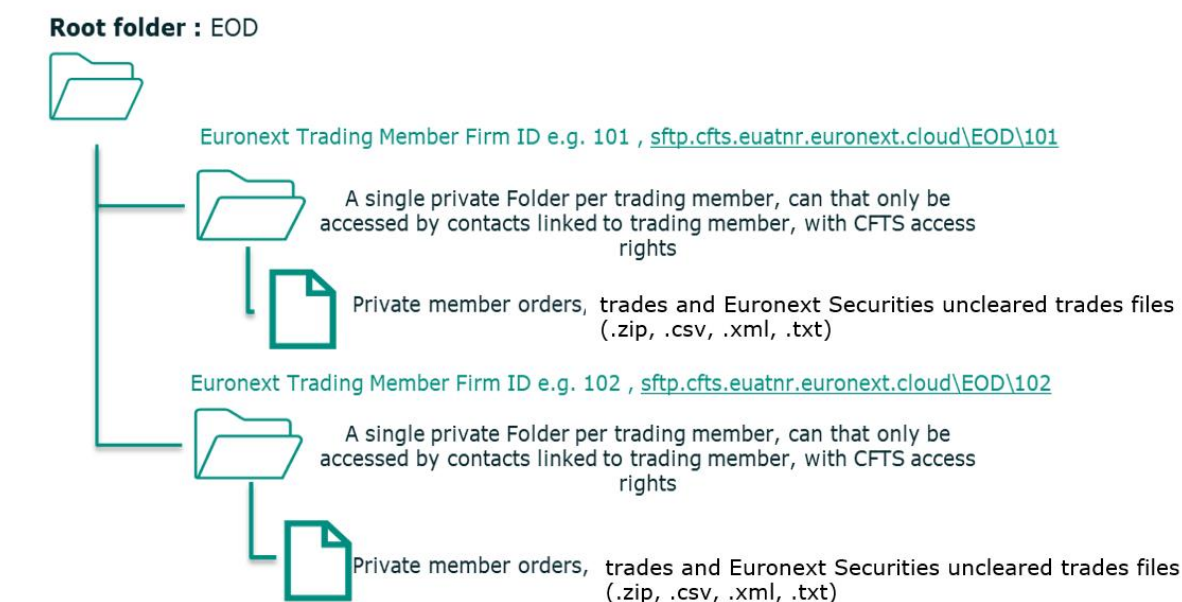 Root folder : EOD
Euronext Trading Member Firm ID e.g. 101 , sftp.cfts.euatnr.euronext.cloud\EOD\101
A single private Folder per trading member, can that only be
accessed by contacts linked to trading member, with CFTS access
rights
Private member orders, trades and Euronext Securities uncleared trades files
(.zip, .csv, .xml, .txt)
Euronext Trading Member Firm ID e.g. 102 , sftp.cfts.euatnr.euronext.cloud\EOD\102
A single private Folder per trading member, can that only be
accessed by contacts linked to trading member, with CFTS access
rights
Private member orders, trades and Euronext Securities uncleared trades files
(.zip, .csv, .xml, .txt)